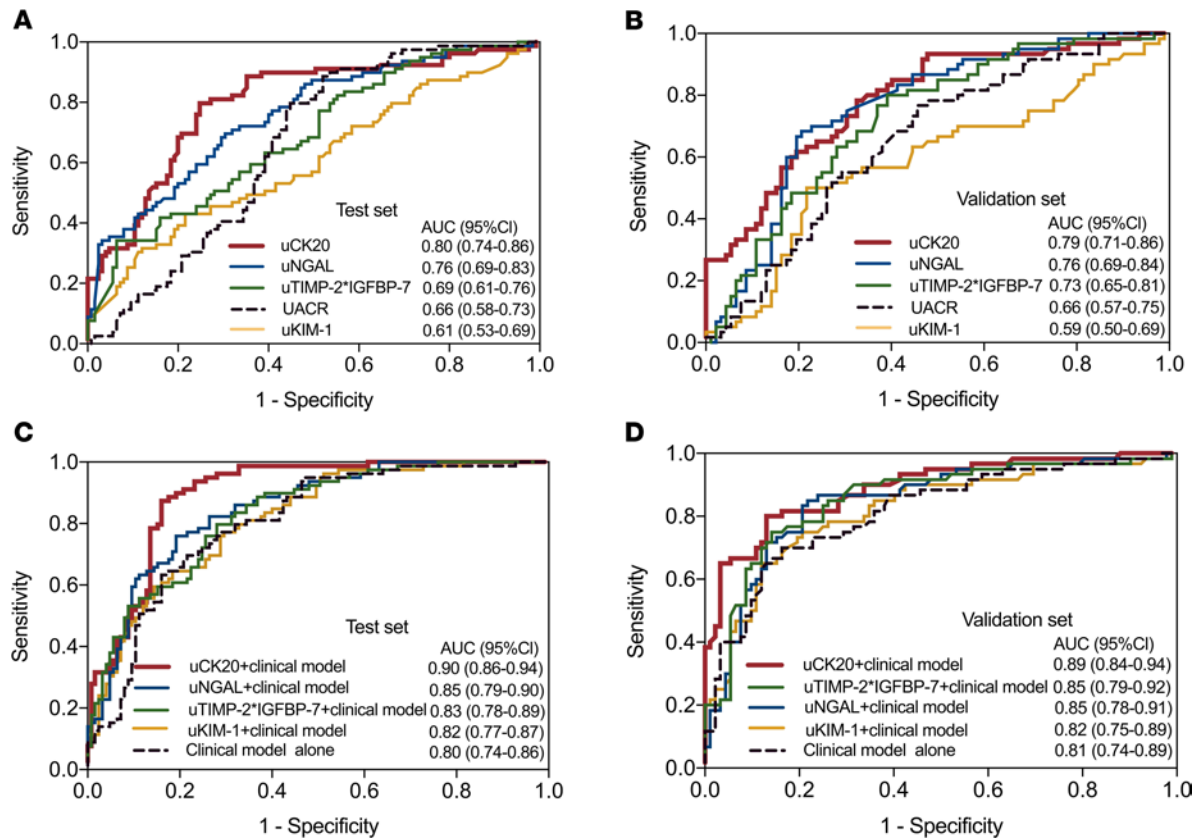 A
1.0
0.8
0.6
0.4
0.2
0.0
Sensitivity
Test set
AUC (95%CI)
uCK20 0.80 (0.74-0.86)
uNGAL 0.76 (0.69-0.83)
uTIMP-2*IGFBP-7 0.69 (0.61-0.76)
UACR 0.66 (0.58-0.73)
uKIM-1 0.61 (0.53-0.69)
0.0 0.2 0.4 0.6 0.8 1.0
1 - Specificity
B
1.0
0.8
0.6
0.4
0.2
0.0
Sensitivity
Validation set
AUC (95%CI)
uCK20 0.79 (0.71-0.86)
uNGAL 0.76 (0.69-0.84)
uTIMP-2*IGFBP-7 0.73 (0.65-0.81)
UACR 0.66 (0.57-0.75)
uKIM-1 0.59 (0.50-0.69)
0.0 0.2 0.4 0.6 0.8 1.0
1 - Specificity
C
1.0
0.8
0.6
0.4
0.2
0.0
Sensitivity
Test set
AUC (95%CI)
uCK20+clinical model 0.90 (0.86-0.94)
uNGAL+clinical model 0.85 (0.79-0.90)
uTIMP-2*IGFBP-7+clinical model 0.83 (0.78-0.89)
uKIM-1+clinical model 0.82 (0.77-0.87)
Clinical model alone 0.80 (0.74-0.86)
0.0 0.2 0.4 0.6 0.8 1.0
1 - Specificity
D
1.0
0.8
0.6
0.4
0.2
0.0
Sensitivity
Validation set
AUC (95%CI)
uCK20+clinical model 0.89 (0.84-0.94)
uTIMP-2*IGFBP-7+clinical model 0.85 (0.79-0.92)
uNGAL+clinical model 0.85 (0.78-0.91)
uKIM-1+clinical model 0.82 (0.75-0.89)
Clinical model alone 0.81 (0.74-0.89)
0.0 0.2 0.4 0.6 0.8 1.0
1 - Specificity